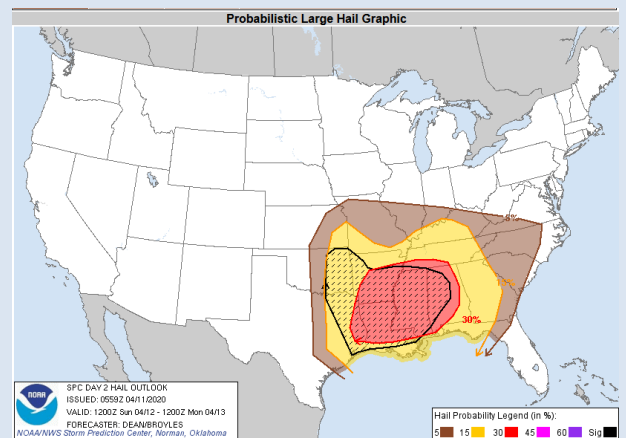 Probabilistic Large Hail Graphic
5%
30%
NOAA
SPC DAY 2 HAIL OUTLOOK
ISSUED: 0559Z 04/11/2020
VALID: 1200Z Sun 04/12 - 1200Z Mon 04/13
FORECASTER: DEAN/BROYLES
NOAA/NWS Storm Prediction Center, Norman, Oklahoma
Hail Probability Legend (in %):
5 15 30 45 60 Sig